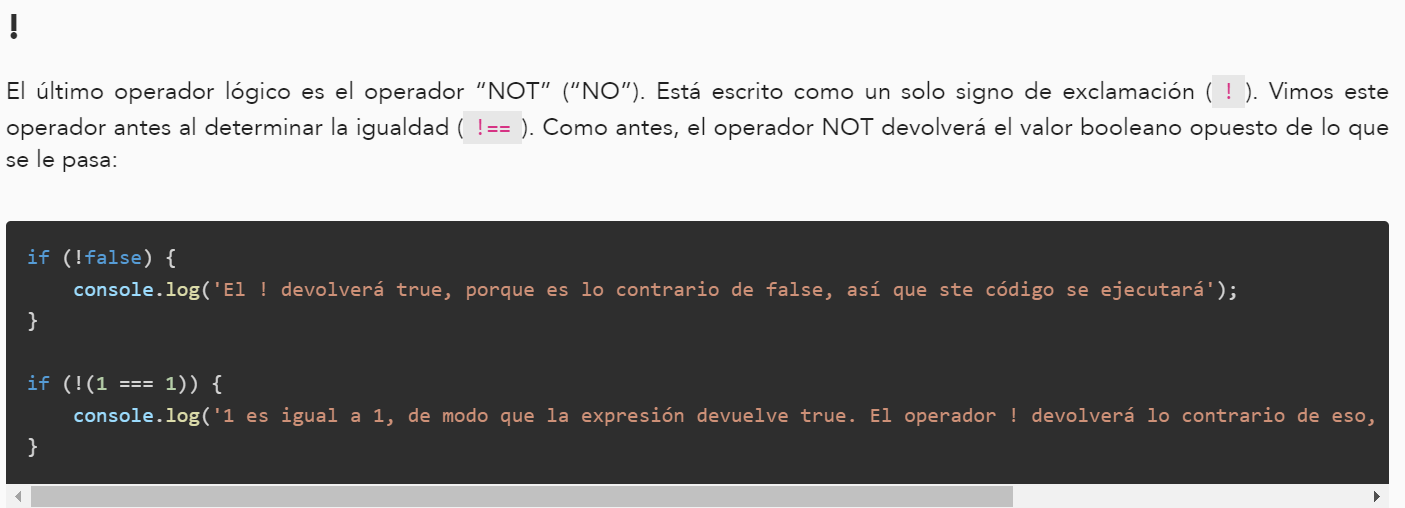 !
El último operador lógico es el operador “NOT” (“NO”). Está escrito como un solo signo de exclamación ( ! ). Vimos este
operador antes al determinar la igualdad ( !== ). Como antes, el operador NOT devolverá el valor booleano opuesto de lo que
se le pasa:
if (!false) {
    console.log('El ! devolverá true, porque es lo contrario de false, así que ste código se ejecutará');
}
if (!(1 === 1)) {
    console.log('1 es igual a 1, de modo que la expresión devuelve true. El operador ! devolverá lo contrario de eso,
}